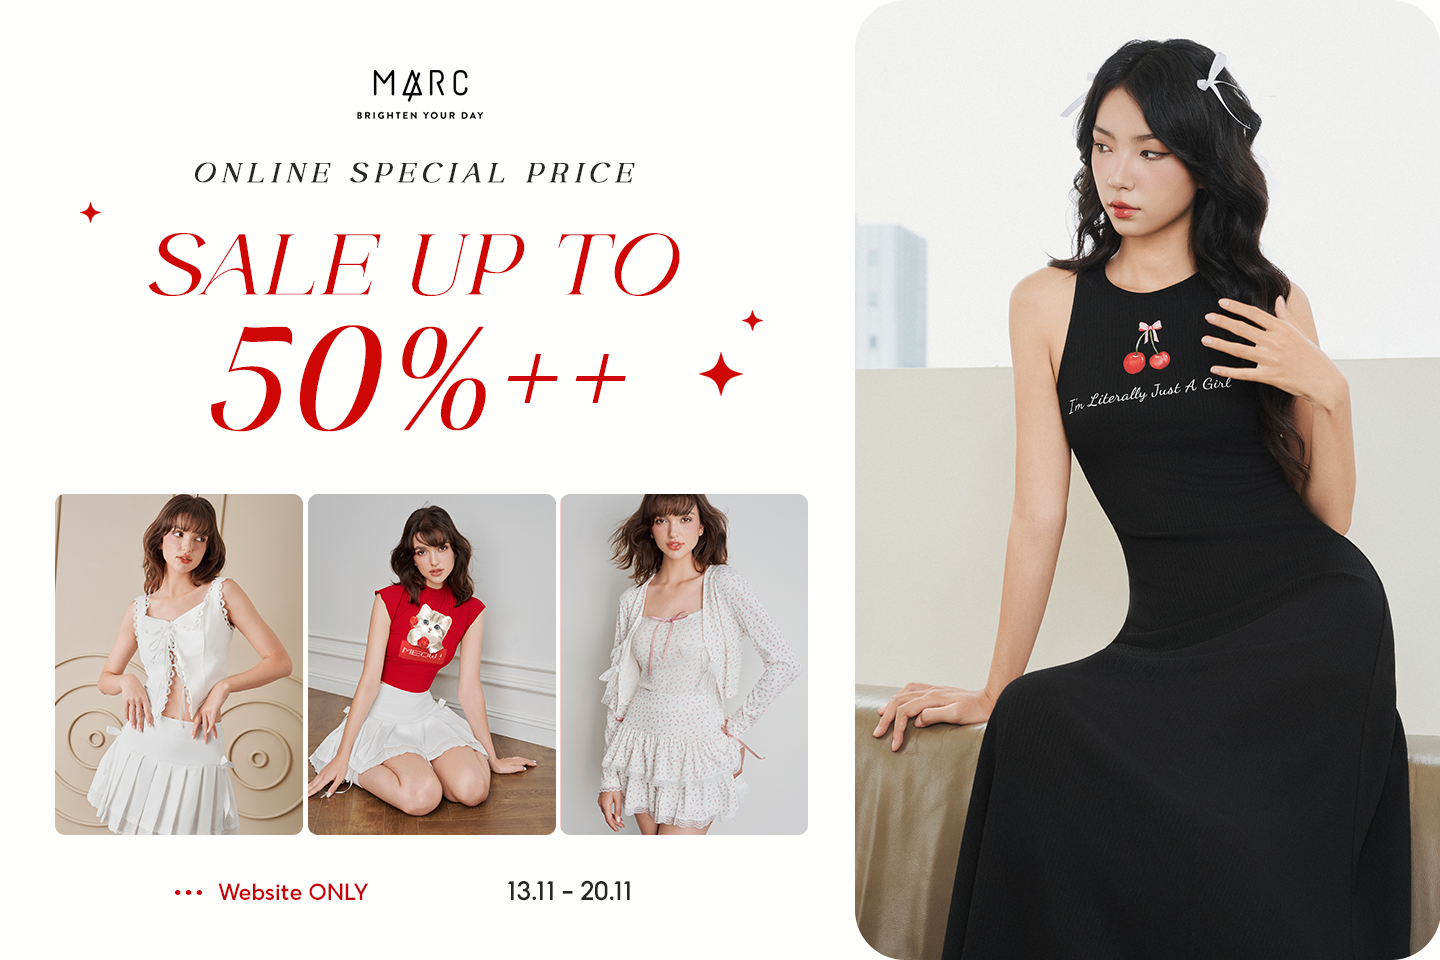 MARC
BRIGHTEN YOUR DAY
ONLINE SPECIAL PRICE
SALE UP TO
50%++
MEOW!
Website ONLY
13.11 - 20.11
I'm Literally Just A Girl